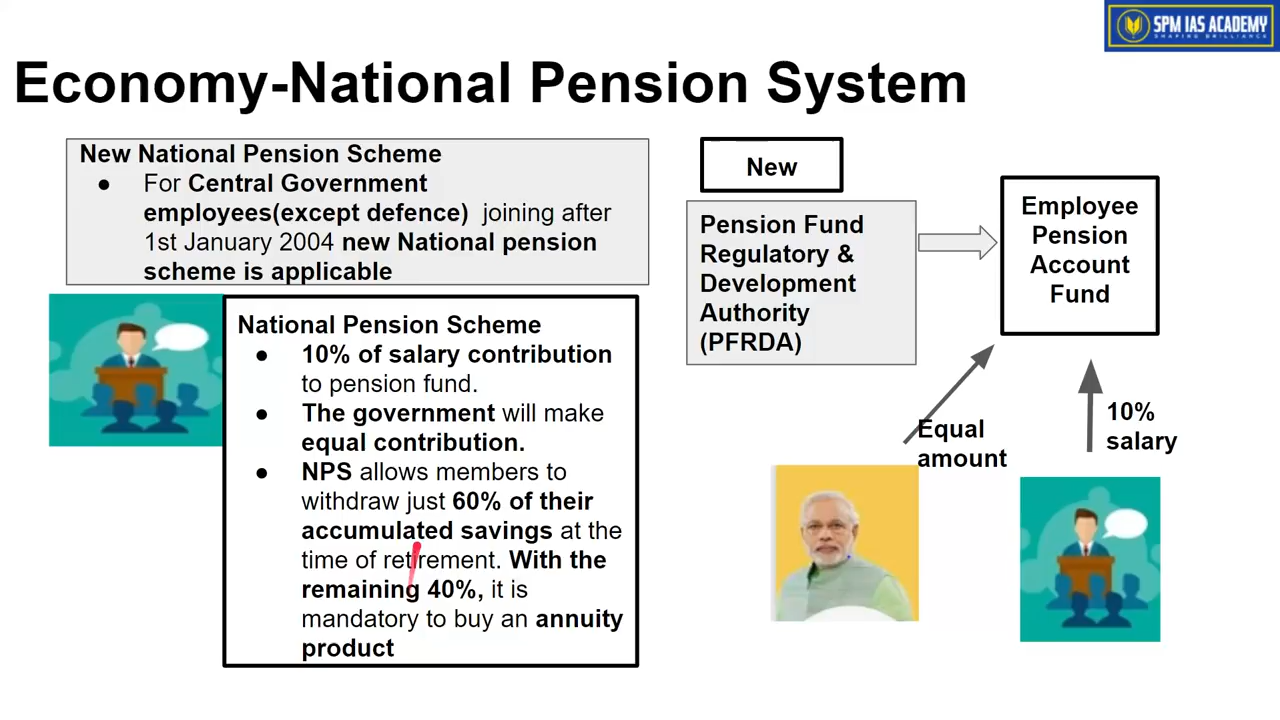 SPM IAS ACADEMY
SHAPING BRILLIANCE
Economy-National Pension System
New National Pension Scheme
● For Central Government
employees(except defence) joining after
1st January 2004 new National pension
scheme is applicable
National Pension Scheme
● 10% of salary contribution
to pension fund.
● The government will make
equal contribution.
● NPS allows members to
withdraw just 60% of their
accumulated savings at the
time of retirement. With the
remaining 40%, it is
mandatory to buy an annuity
product
New
Pension Fund
Regulatory &
Development
Authority
(PFRDA)
Employee
Pension
Account
Fund
Equal
amount
10%
salary